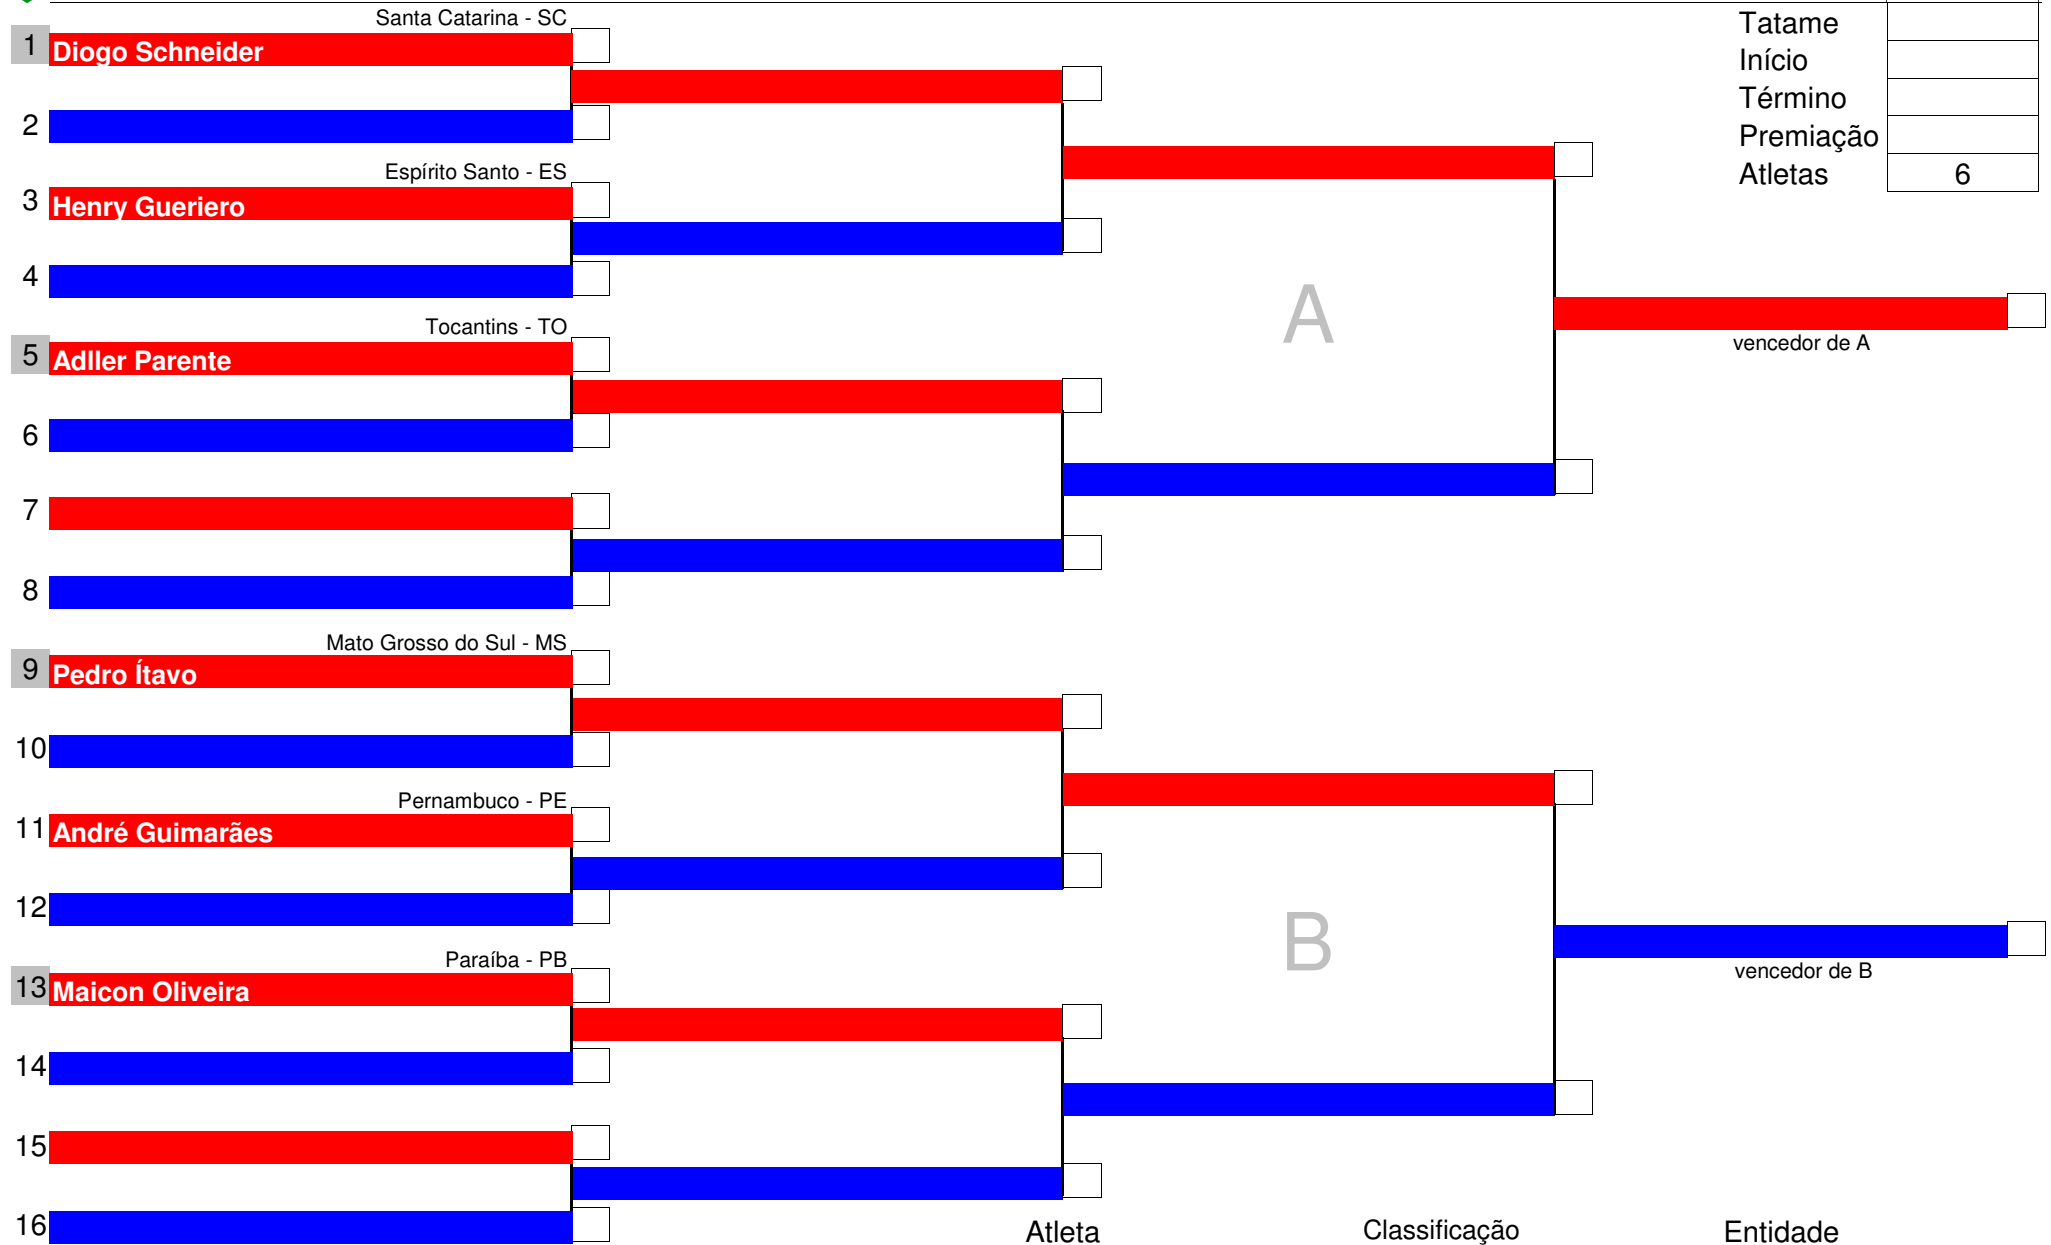 Santa Catarina - SC
1 Diogo Schneider
2
Espírito Santo - ES
3 Henry Gueriero
4
Tocantins - TO
5 Adller Parente
6
7
8
Mato Grosso do Sul - MS
9 Pedro Ítavo
10
Pernambuco - PE
11 André Guimarães
12
Paraíba - PB
13 Maicon Oliveira
14
15
16
A
B
Tatame
Início
Término
Premiação
Atletas 6
vencedor de A
vencedor de B
Atleta Classificação Entidade